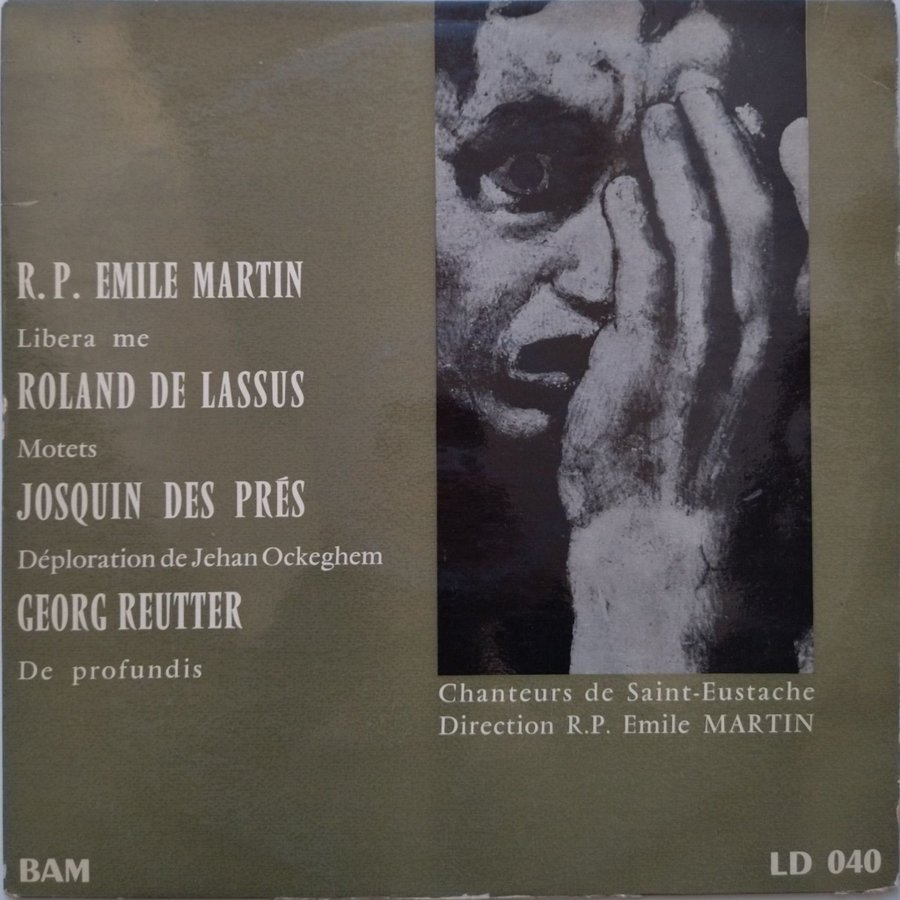 R. P. EMILE MARTIN
Libera me
ROLAND DE LASSUS
Motets
JOSQUIN DES PRÉS
Déploration de Jehan Ockeghem
GEORG REUTTER
De profundis
Chanteurs de Saint-Eustache
Direction R.P. Emile MARTIN
BAM
LD 040